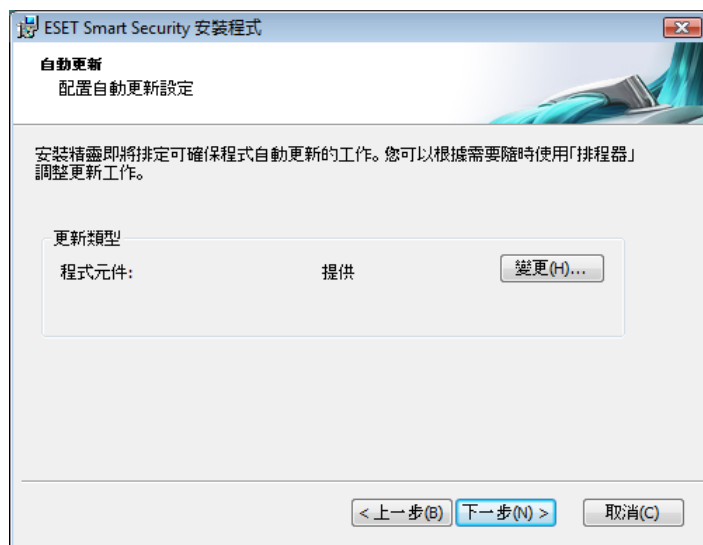 ESET Smart Security 安裝程式
自動更新
配置自動更新設定
安裝精靈即將排定可確保程式自動更新的工作。您可以根據需要隨時使用「排程器」
調整更新工作。
更新類型
程式元件: 提供 變更(H)...
< 上一步(B) 下一步(N) > 取消(C)